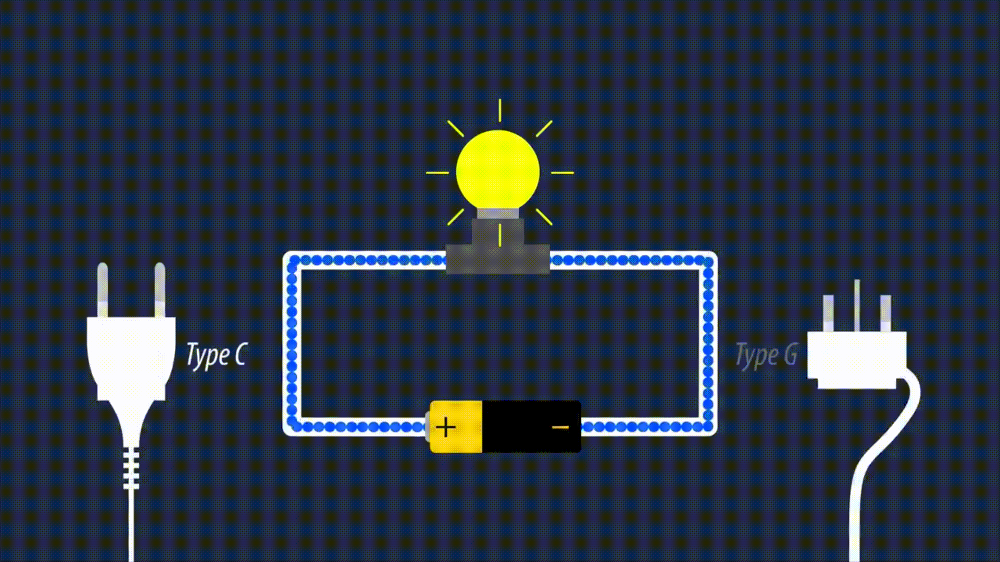 Type C
Type G
+ −